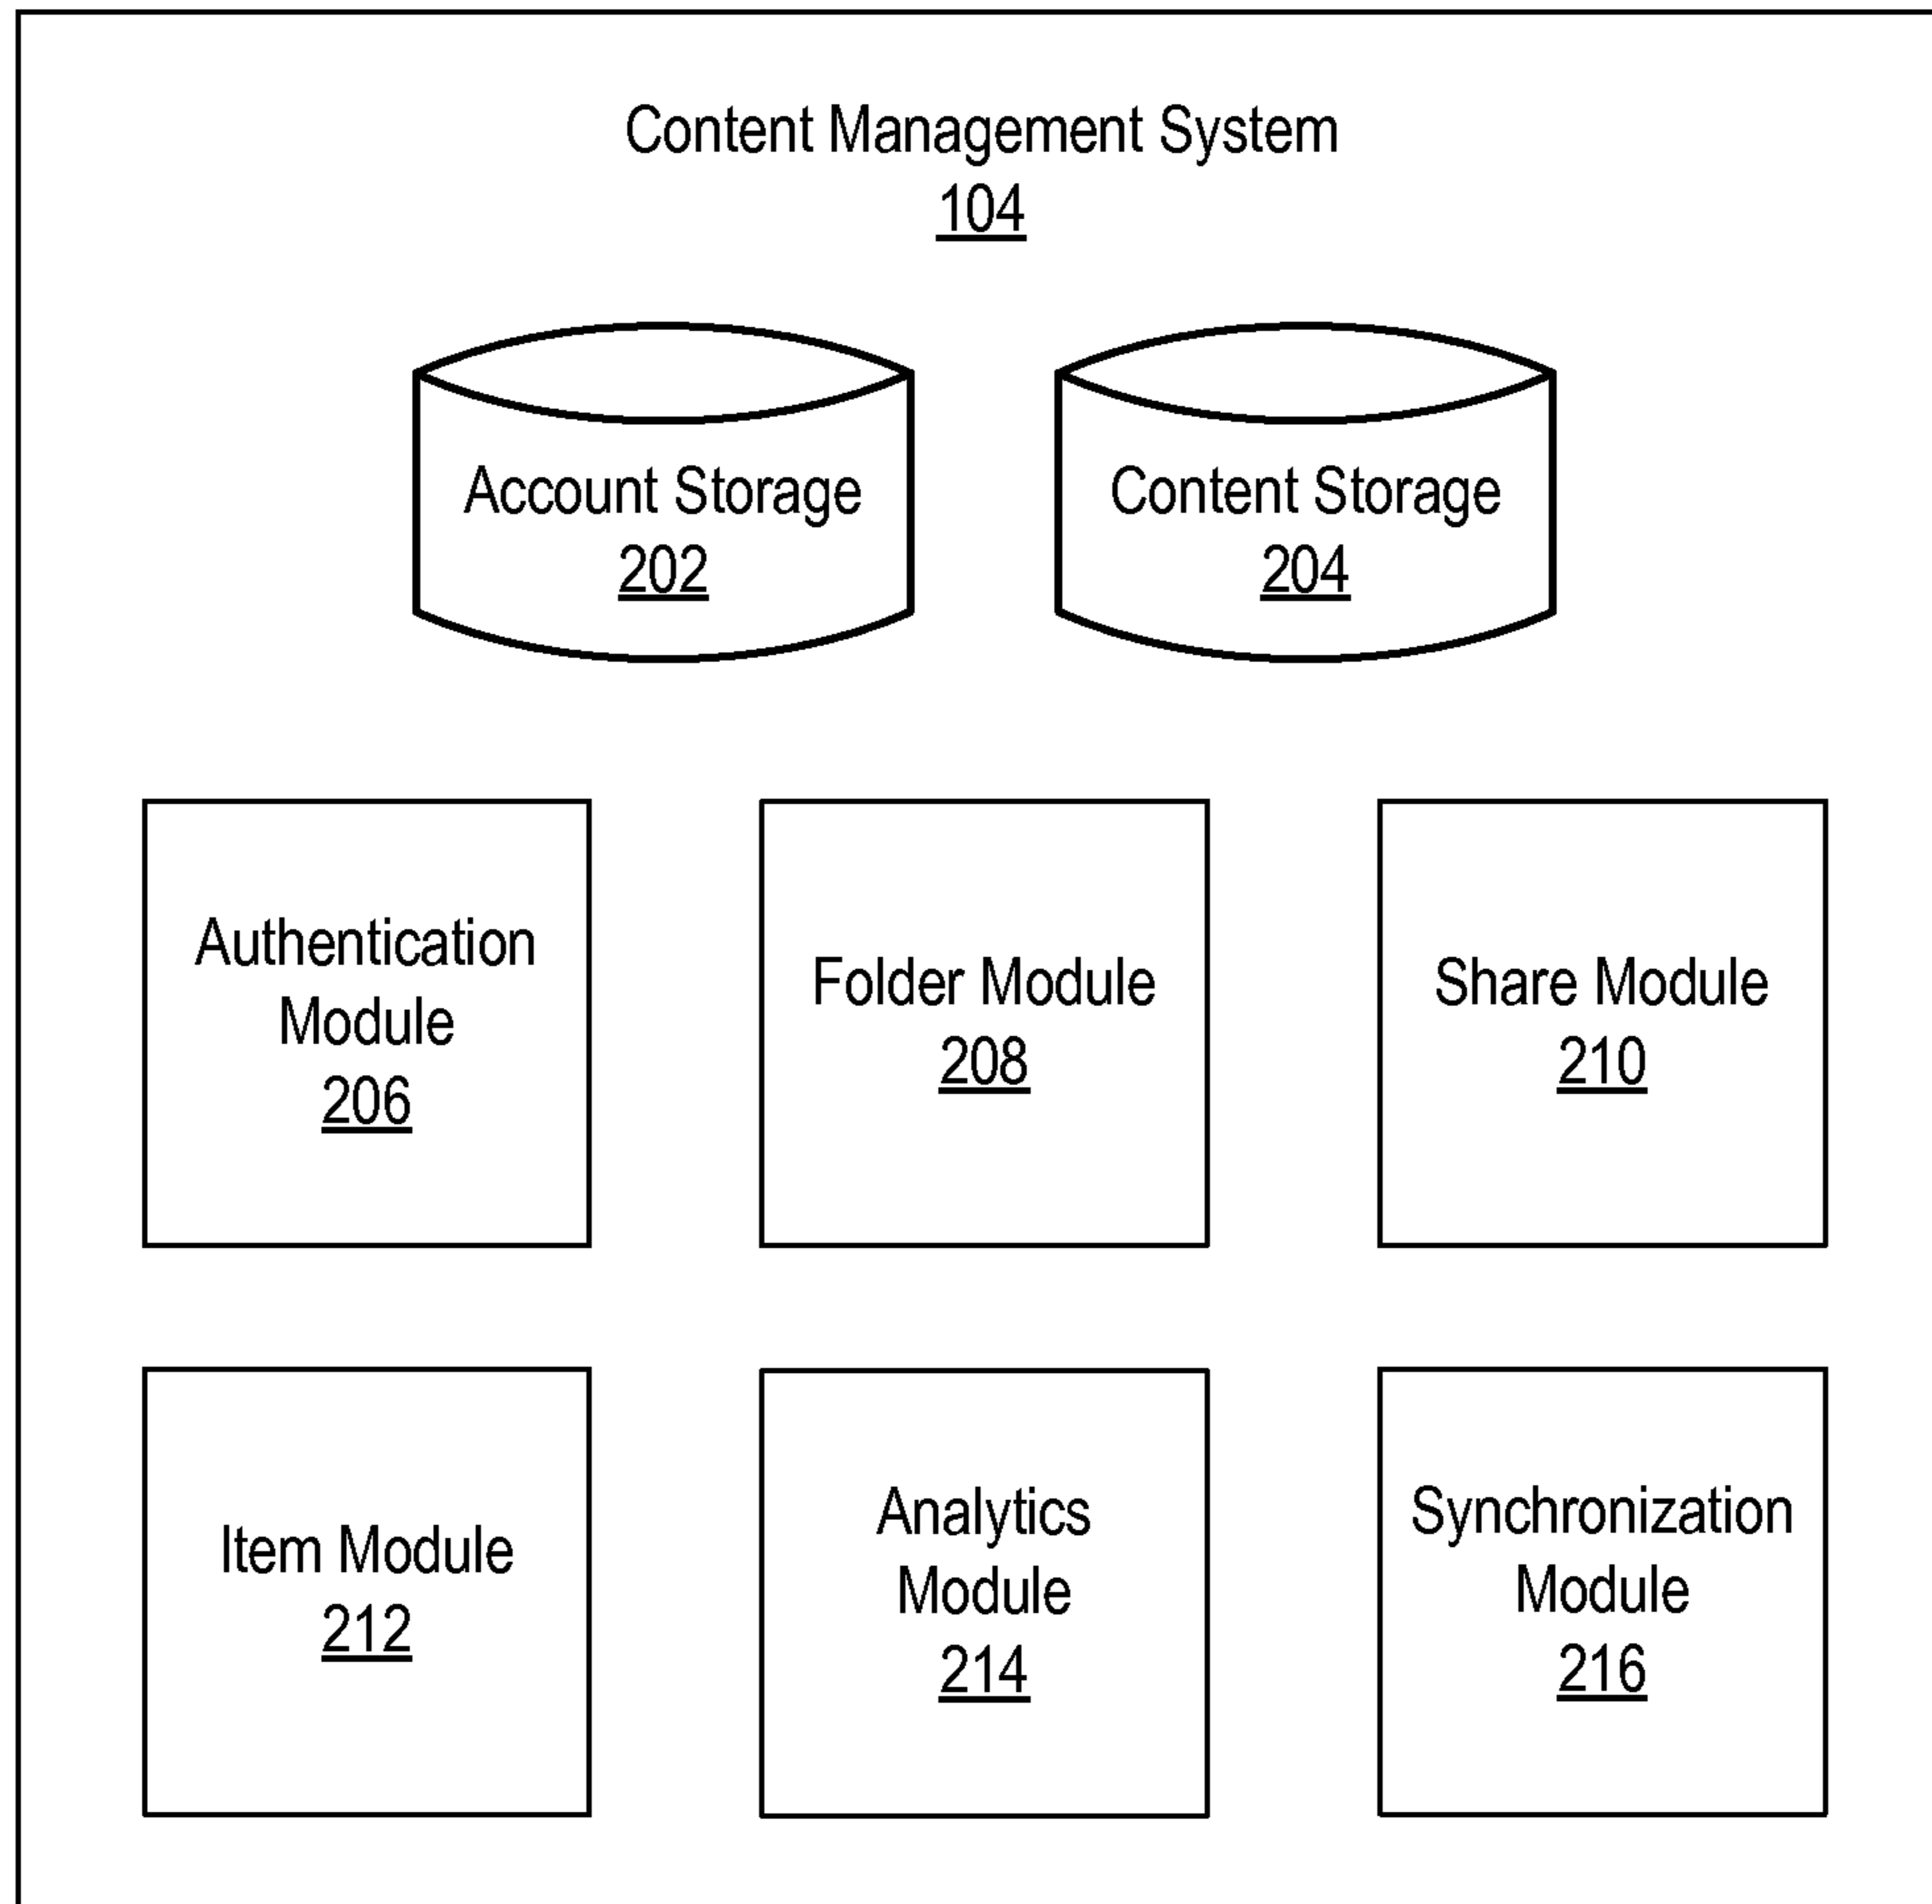 Content Management System
104
Account Storage
202
Content Storage
204
Authentication
Module
206
Folder Module
208
Share Module
210
Item Module
212
Analytics
Module
214
Synchronization
Module
216